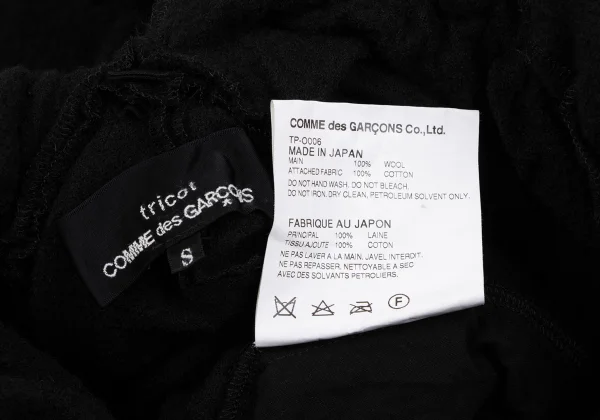 tricot
COMME des GARÇONS
S
COMME des GARÇONS Co.,Ltd.
TP-O006
MADE IN JAPAN
MAIN 100% WOOL
ATTACHED FABRIC 100% COTTON
DO NOT HAND WASH. DO NOT BLEACH.
DO NOT IRON, DRY CLEAN, PETROLEUM SOLVENT ONLY.
FABRIQUE AU JAPON
PRINCIPAL 100% LAINE
TISSU AJOUTE 100% COTON
NE PAS LAVER A LA MAIN. JAVEL INTERDIT.
NE PAS REPASSER. NETTOYABLE A SEC
AVEC DES SOLVANTS PETROLIERS.
F